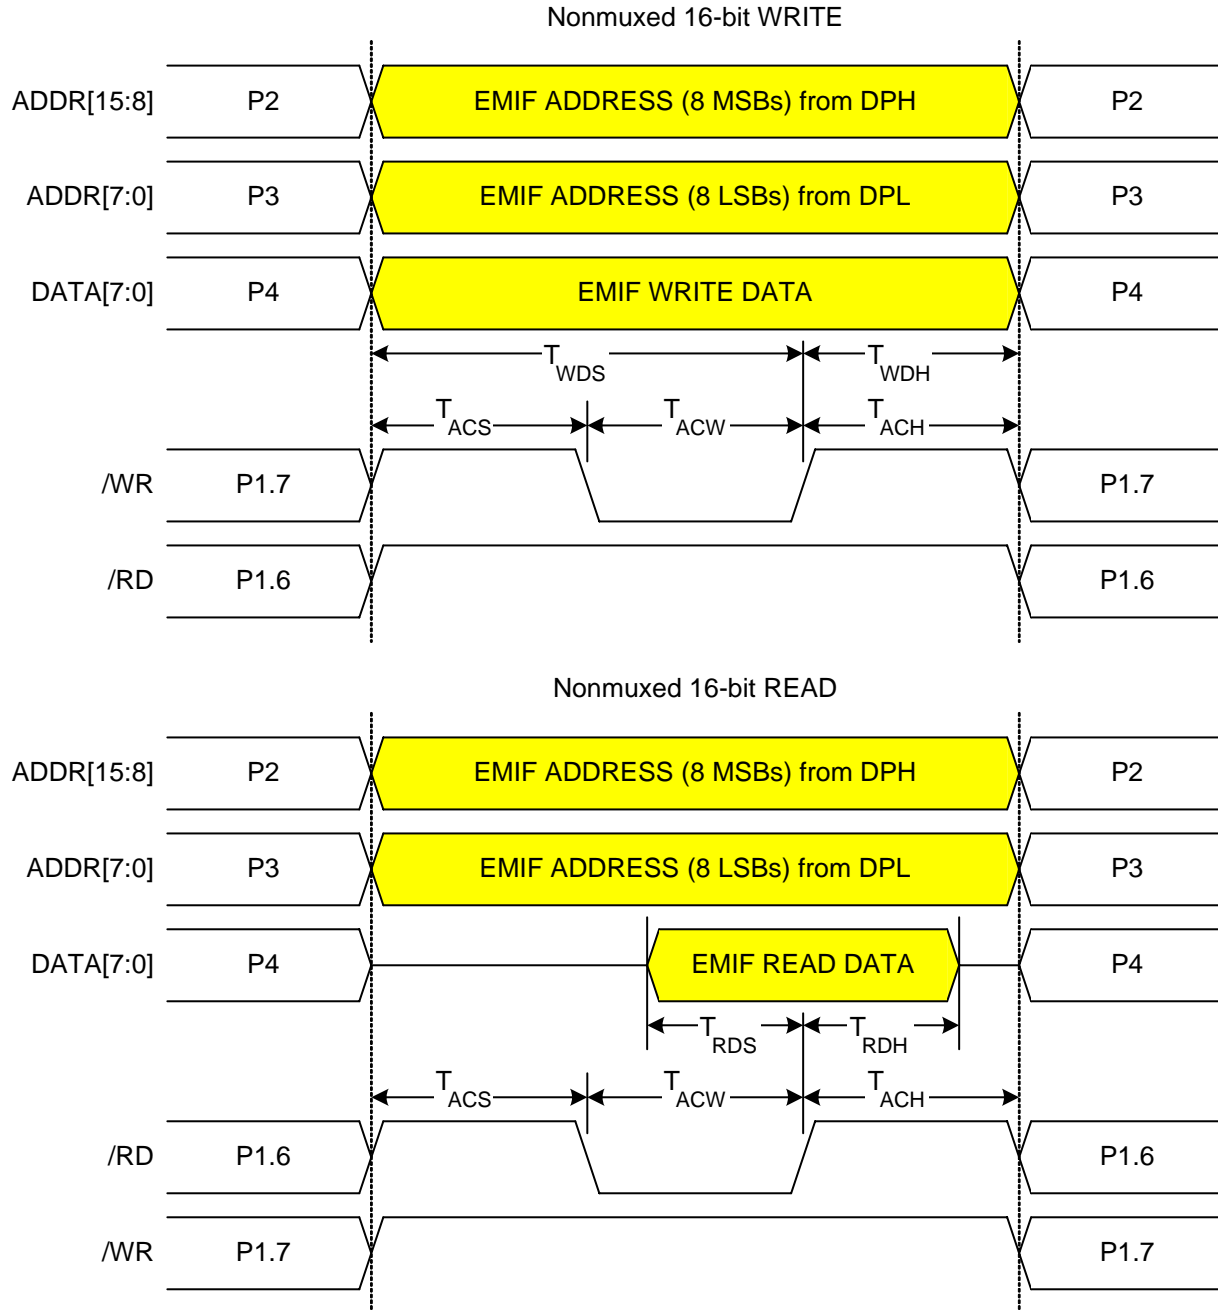 Nonmuxed 16-bit WRITE
ADDR[15:8] P2 EMIF ADDRESS (8 MSBs) from DPH P2
ADDR[7:0] P3 EMIF ADDRESS (8 LSBs) from DPL P3
DATA[7:0] P4 EMIF WRITE DATA P4
TWDS TWDH
TACS TACW TACH
/WR P1.7 P1.7
/RD P1.6 P1.6
Nonmuxed 16-bit READ
ADDR[15:8] P2 EMIF ADDRESS (8 MSBs) from DPH P2
ADDR[7:0] P3 EMIF ADDRESS (8 LSBs) from DPL P3
DATA[7:0] P4 EMIF READ DATA P4
TRDS TRDH
TACS TACW TACH
/RD P1.6 P1.6
/WR P1.7 P1.7